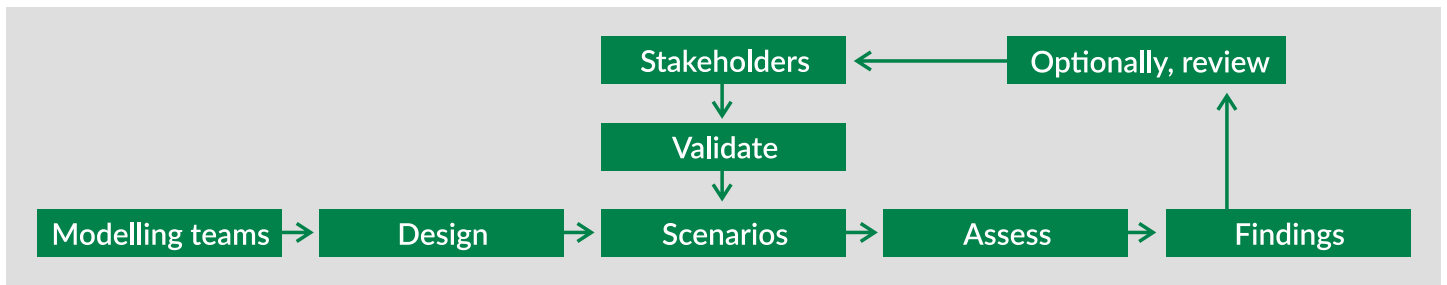 Stakeholders
Optionally, review
Validate
Modelling teams
Design
Scenarios
Assess
Findings